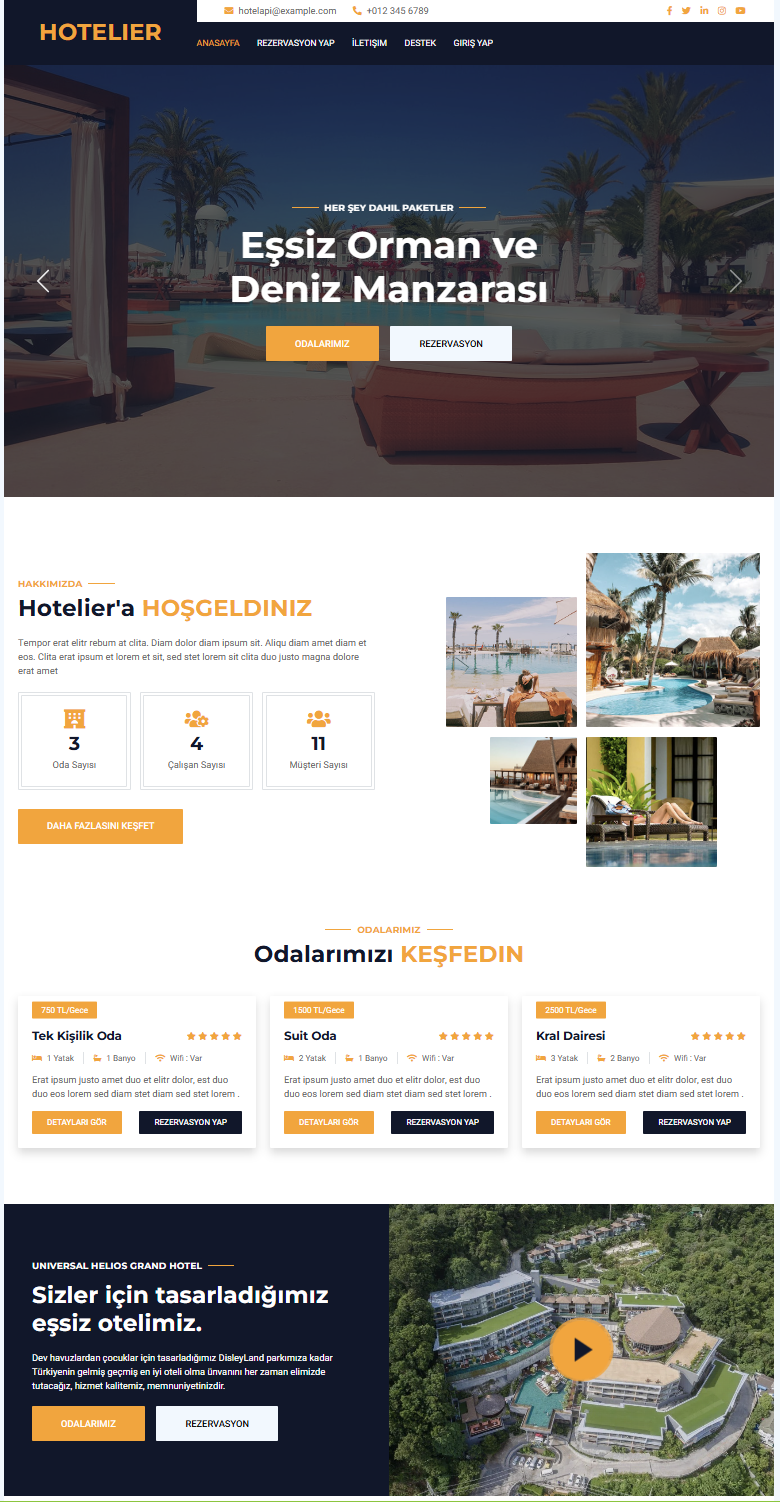 HOTELIER
hotelapi@example.com +012 345 6789
ANASAYFA REZERVASYON YAP İLETIŞIM DESTEK GIRIŞ YAP
HER ŞEY DAHIL PAKETLER
Eşsiz Orman ve
Deniz Manzarası
ODALARIMIZ REZERVASYON
HAKKIMIZDA
Hotelier'a HOŞGELDINIZ
Tempor erat elitr rebum at clita. Diam dolor diam ipsum sit. Aliqu diam amet diam et
eos. Clita erat ipsum et lorem et sit, sed stet lorem sit clita duo justo magna dolore
erat amet
3 4 11
Oda Sayısı Çalışan Sayısı Müşteri Sayısı
DAHA FAZLASINI KEŞFET
ODALARIMIZ
Odalarımızı KEŞFEDIN
750 TL/Gece
Tek Kişilik Oda
1 Yatak 1 Banyo Wifi : Var
Erat ipsum justo amet duo et elitr dolor, est duo
duo eos lorem sed diam stet diam sed stet lorem .
DETAYLARI GÖR REZERVASYON YAP
1500 TL/Gece
Suit Oda
2 Yatak 1 Banyo Wifi : Var
Erat ipsum justo amet duo et elitr dolor, est duo
duo eos lorem sed diam stet diam sed stet lorem .
DETAYLARI GÖR REZERVASYON YAP
2500 TL/Gece
Kral Dairesi
3 Yatak 2 Banyo Wifi : Var
Erat ipsum justo amet duo et elitr dolor, est duo
duo eos lorem sed diam stet diam sed stet lorem .
DETAYLARI GÖR REZERVASYON YAP
UNIVERSAL HELIOS GRAND HOTEL
Sizler için tasarladığımız
eşsiz otelimiz.
Dev havuzlardan çocuklar için tasarladığımız DisleyLand parkımıza kadar
Türkiyenin gelmiş geçmiş en iyi oteli olma ünvanını her zaman elimizde
tutacağız, hizmet kalitemiz, memnuniyetinizdir.
ODALARIMIZ REZERVASYON